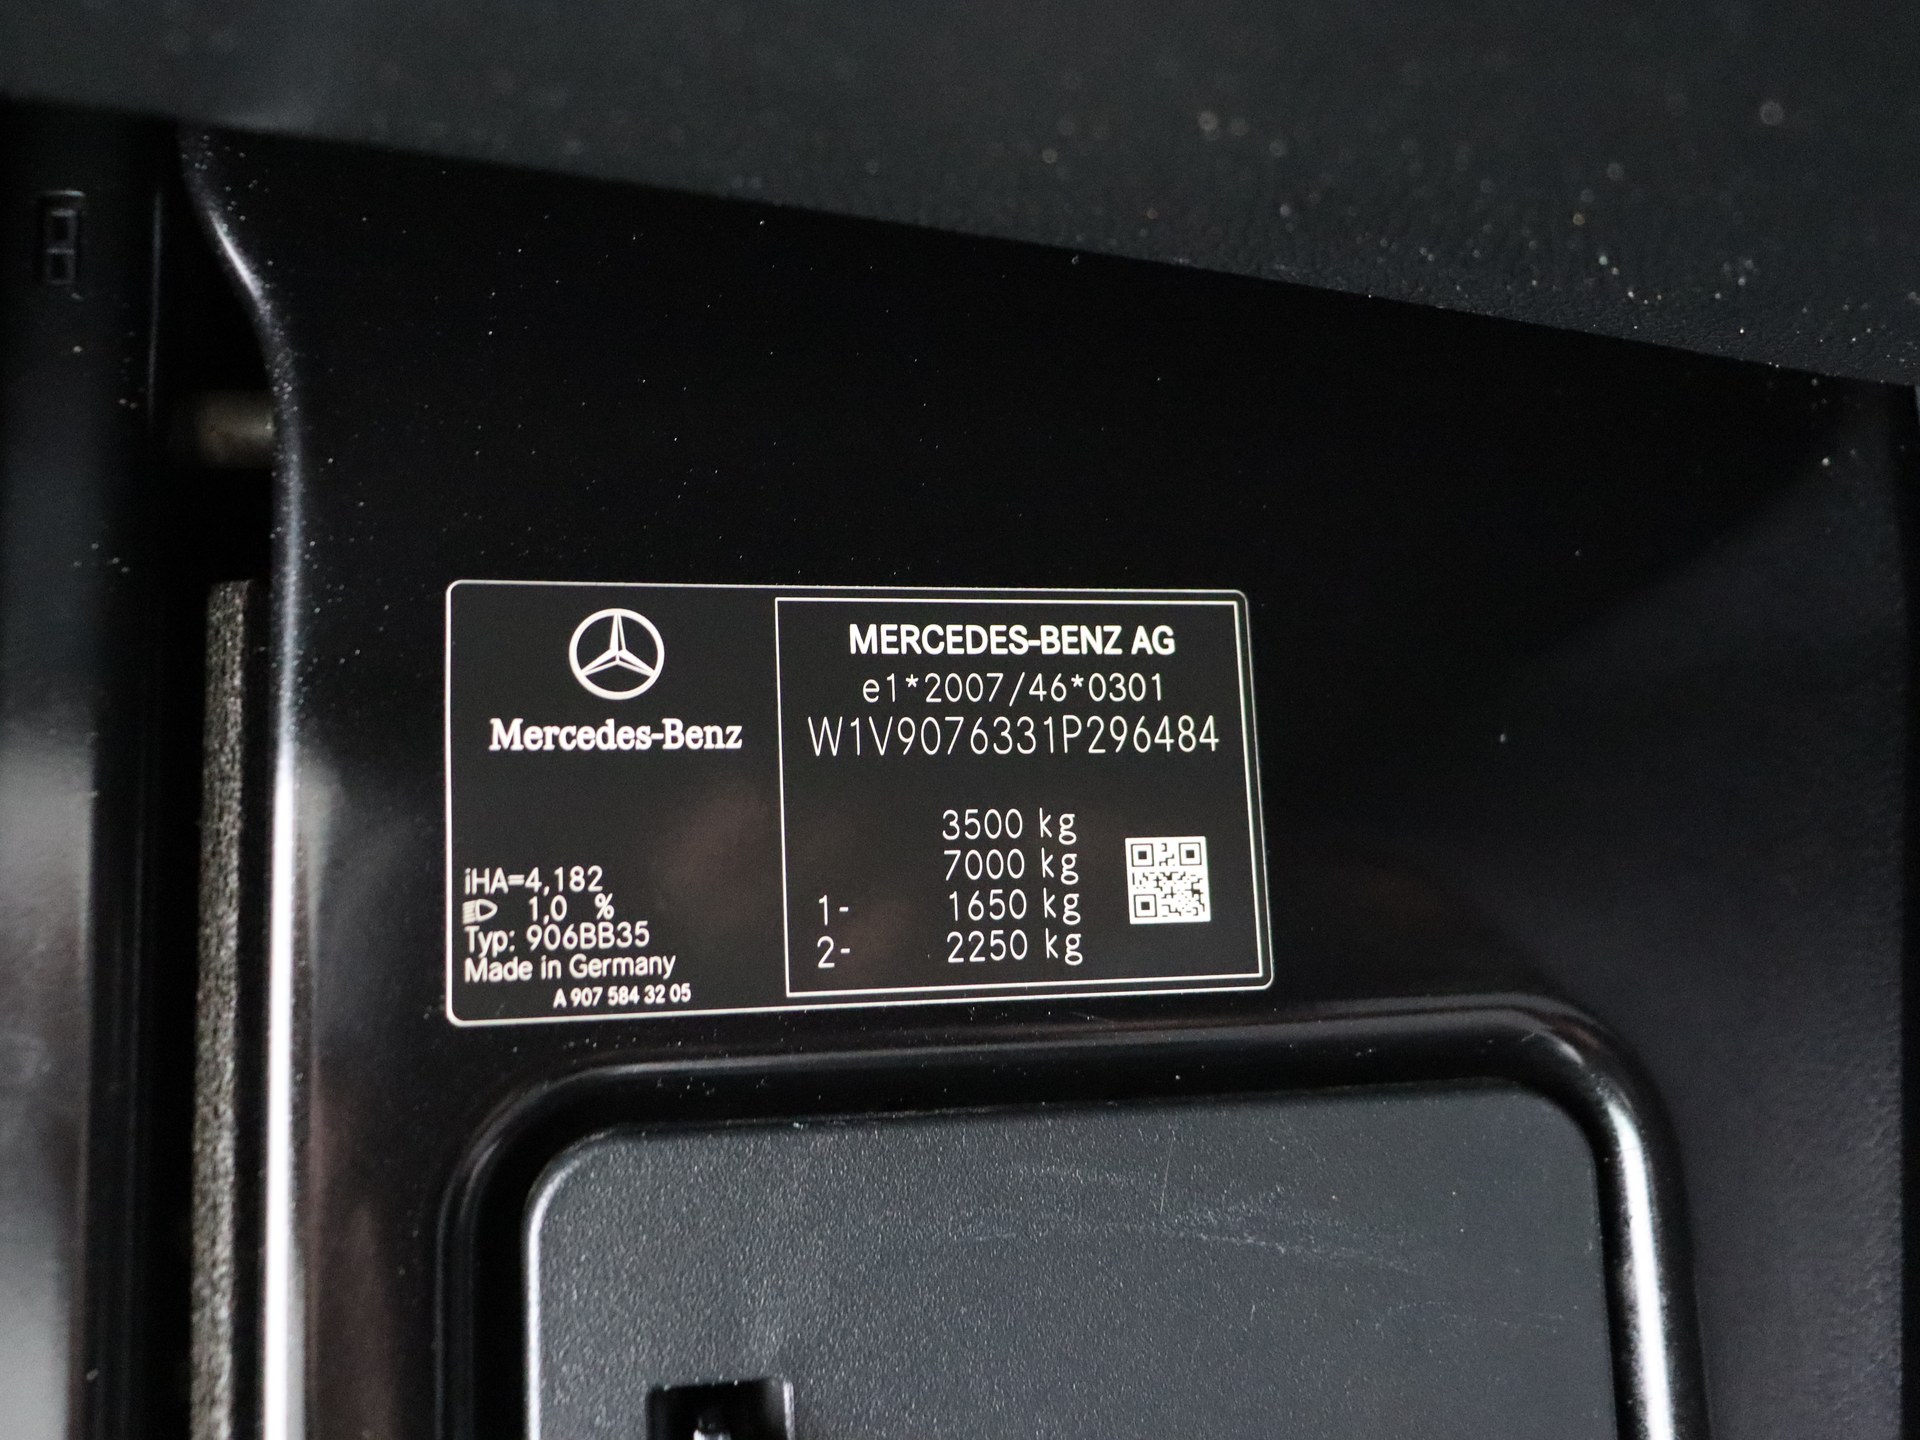 Mercedes-Benz
iHA=4,182
1,0 %
Typ: 906BB35
Made in Germany
A 907 584 32 05
MERCEDES-BENZ AG
e1*2007/46*0301
W1V9076331P296484
3500 kg
7000 kg
1- 1650 kg
2- 2250 kg